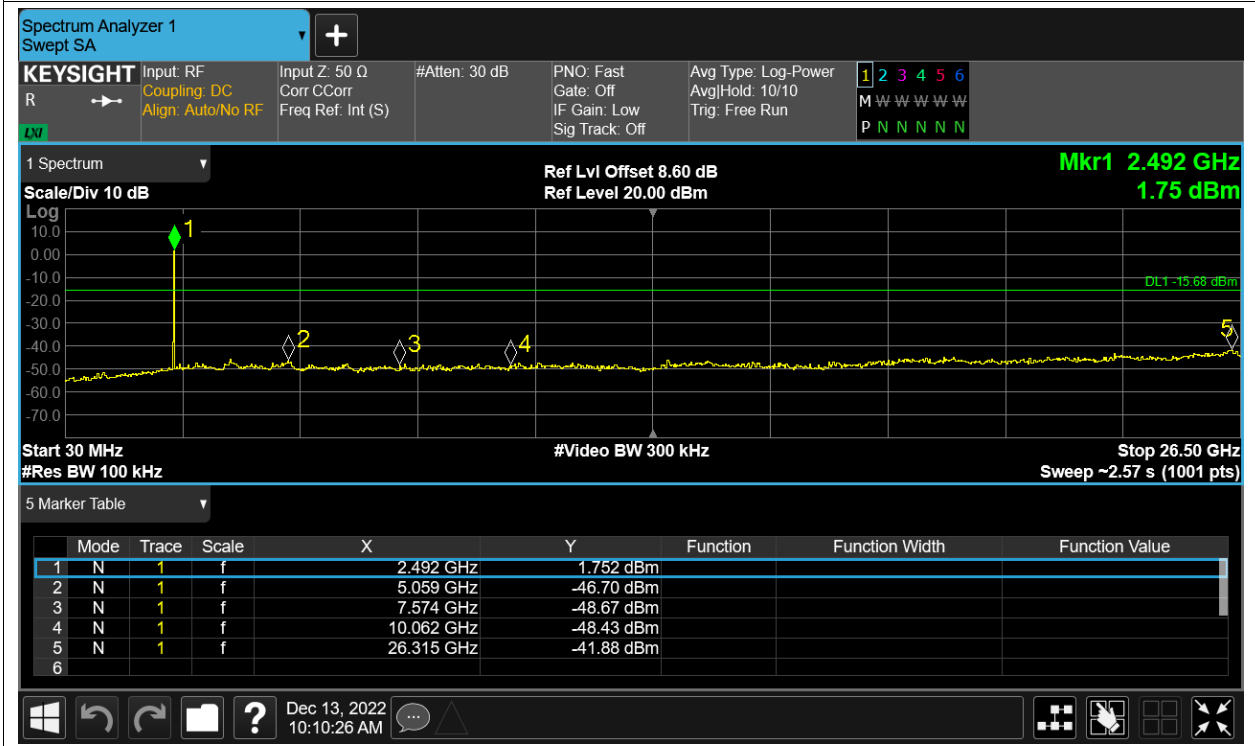 Spectrum Analyzer 1
Swept SA
+
KEYSIGHT
R
LXI
Input: RF
Coupling: DC
Align: Auto/No RF
Input Z: 50 Ω
Corr CCorr
Freq Ref: Int (S)
#Atten: 30 dB
PNO: Fast
Gate: Off
IF Gain: Low
Sig Track: Off
Avg Type: Log-Power
Avg|Hold: 10/10
Trig: Free Run
1 2 3 4 5 6
M W W W W W
P N N N N N
1 Spectrum
Scale/Div 10 dB
Ref Lvl Offset 8.60 dB
Ref Level 20.00 dBm
Mkr1 2.492 GHz
1.75 dBm
Log
10.0
0.00
-10.0
-20.0
-30.0
-40.0
-50.0
-60.0
-70.0
1
2
3
4
5
DL1 -15.68 dBm
Start 30 MHz
#Res BW 100 kHz
#Video BW 300 kHz
Stop 26.50 GHz
Sweep ~2.57 s (1001 pts)
5 Marker Table
Mode Trace Scale X Y Function Function Width Function Value
1 N 1 f 2.492 GHz 1.752 dBm
2 N 1 f 5.059 GHz -46.70 dBm
3 N 1 f 7.574 GHz -48.67 dBm
4 N 1 f 10.062 GHz -48.43 dBm
5 N 1 f 26.315 GHz -41.88 dBm
6
?
Dec 13, 2022
10:10:26 AM